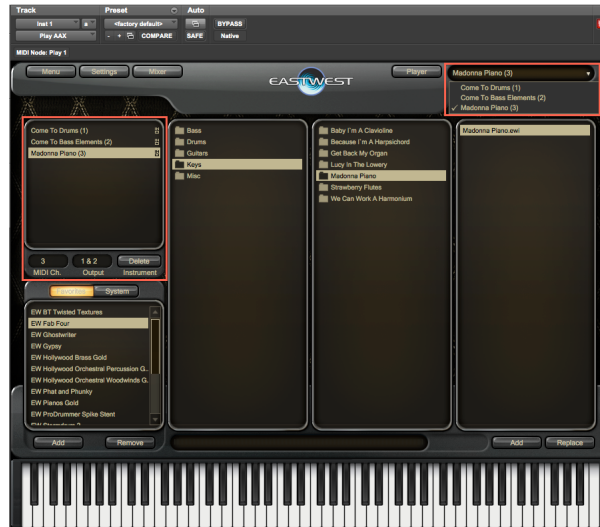 Track Preset Auto
Inst 1 a <factory default> BYPASS
Play AAX - + COMPARE SAFE Native
MIDI Node: Play 1
Menu Settings Mixer EASTWEST Player Madonna Piano (3)
Come To Drums (1)
Come To Bass Elements (2)
✓ Madonna Piano (3)
Come To Drums (1)
Come To Bass Elements (2)
Madonna Piano (3)
3 1 & 2 Delete
MIDI Ch. Output Instrument
Bass
Drums
Guitars
Keys
Misc
Baby I'm A Clavioline
Because I'm A Harpsichord
Get Back My Organ
Lucy In The Lowery
Madonna Piano
Strawberry Flutes
We Can Work A Harmonium
Madonna Piano.ewi
Favorites System
EW BT Twisted Textures
EW Fab Four
EW Ghostwriter
EW Gypsy
EW Hollywood Brass Gold
EW Hollywood Orchestral Percussion G..
EW Hollywood Orchestral Woodwinds G..
EW Phat and Phunky
EW Pianos Gold
EW ProDrummer Spike Stent
Add Remove
Add Replace